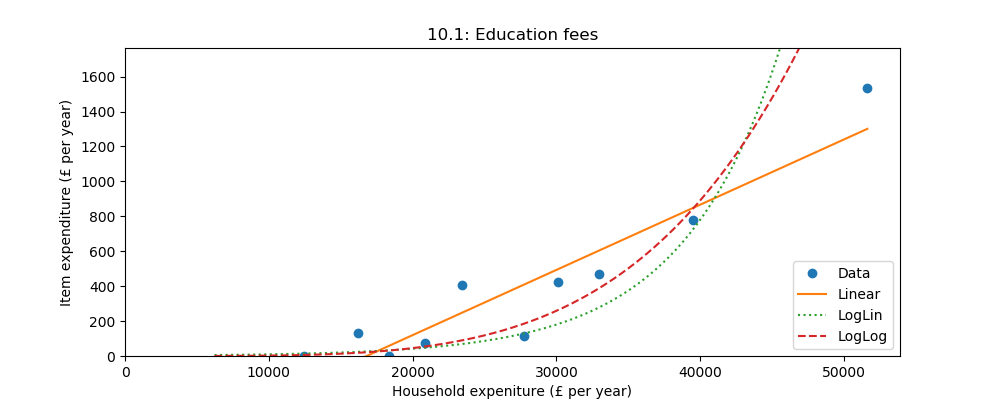 10.1: Education fees
Item expenditure (£ per year)
1600
1400
1200
1000
800
600
400
200
0
0 10000 20000 30000 40000 50000
Household expeniture (£ per year)
Data
Linear
LogLin
LogLog